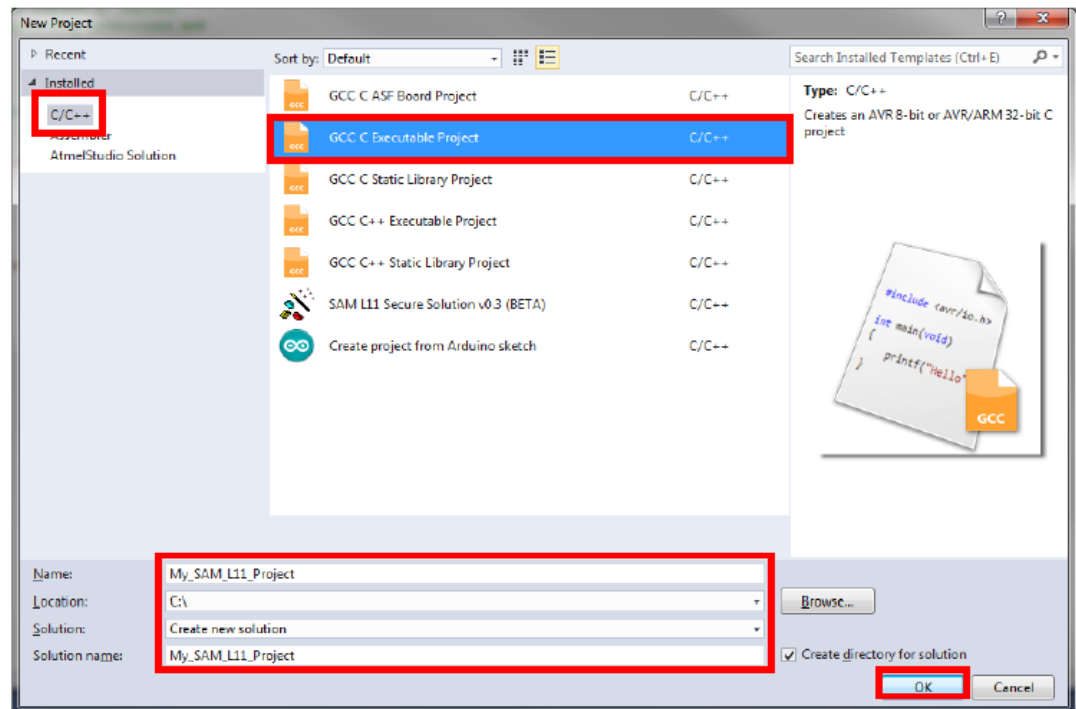 New Project
Recent
Installed
C/C++
Assembler
AtmelStudio Solution
Sort by: Default
GCC C ASF Board Project C/C++
GCC C Executable Project C/C++
GCC C Static Library Project C/C++
GCC C++ Executable Project C/C++
GCC C++ Static Library Project C/C++
SAM L11 Secure Solution v0.3 (BETA) C/C++
Create project from Arduino sketch C/C++
Search Installed Templates (Ctrl+E)
Type: C/C++
Creates an AVR 8-bit or AVR/ARM 32-bit C
project
#include <avr/io.h>
int main(void)
{
printf("Hello"
}
GCC
Name: My_SAM_L11_Project
Location: C:\
Browse...
Solution: Create new solution
Solution name: My_SAM_L11_Project
Create directory for solution
OK Cancel